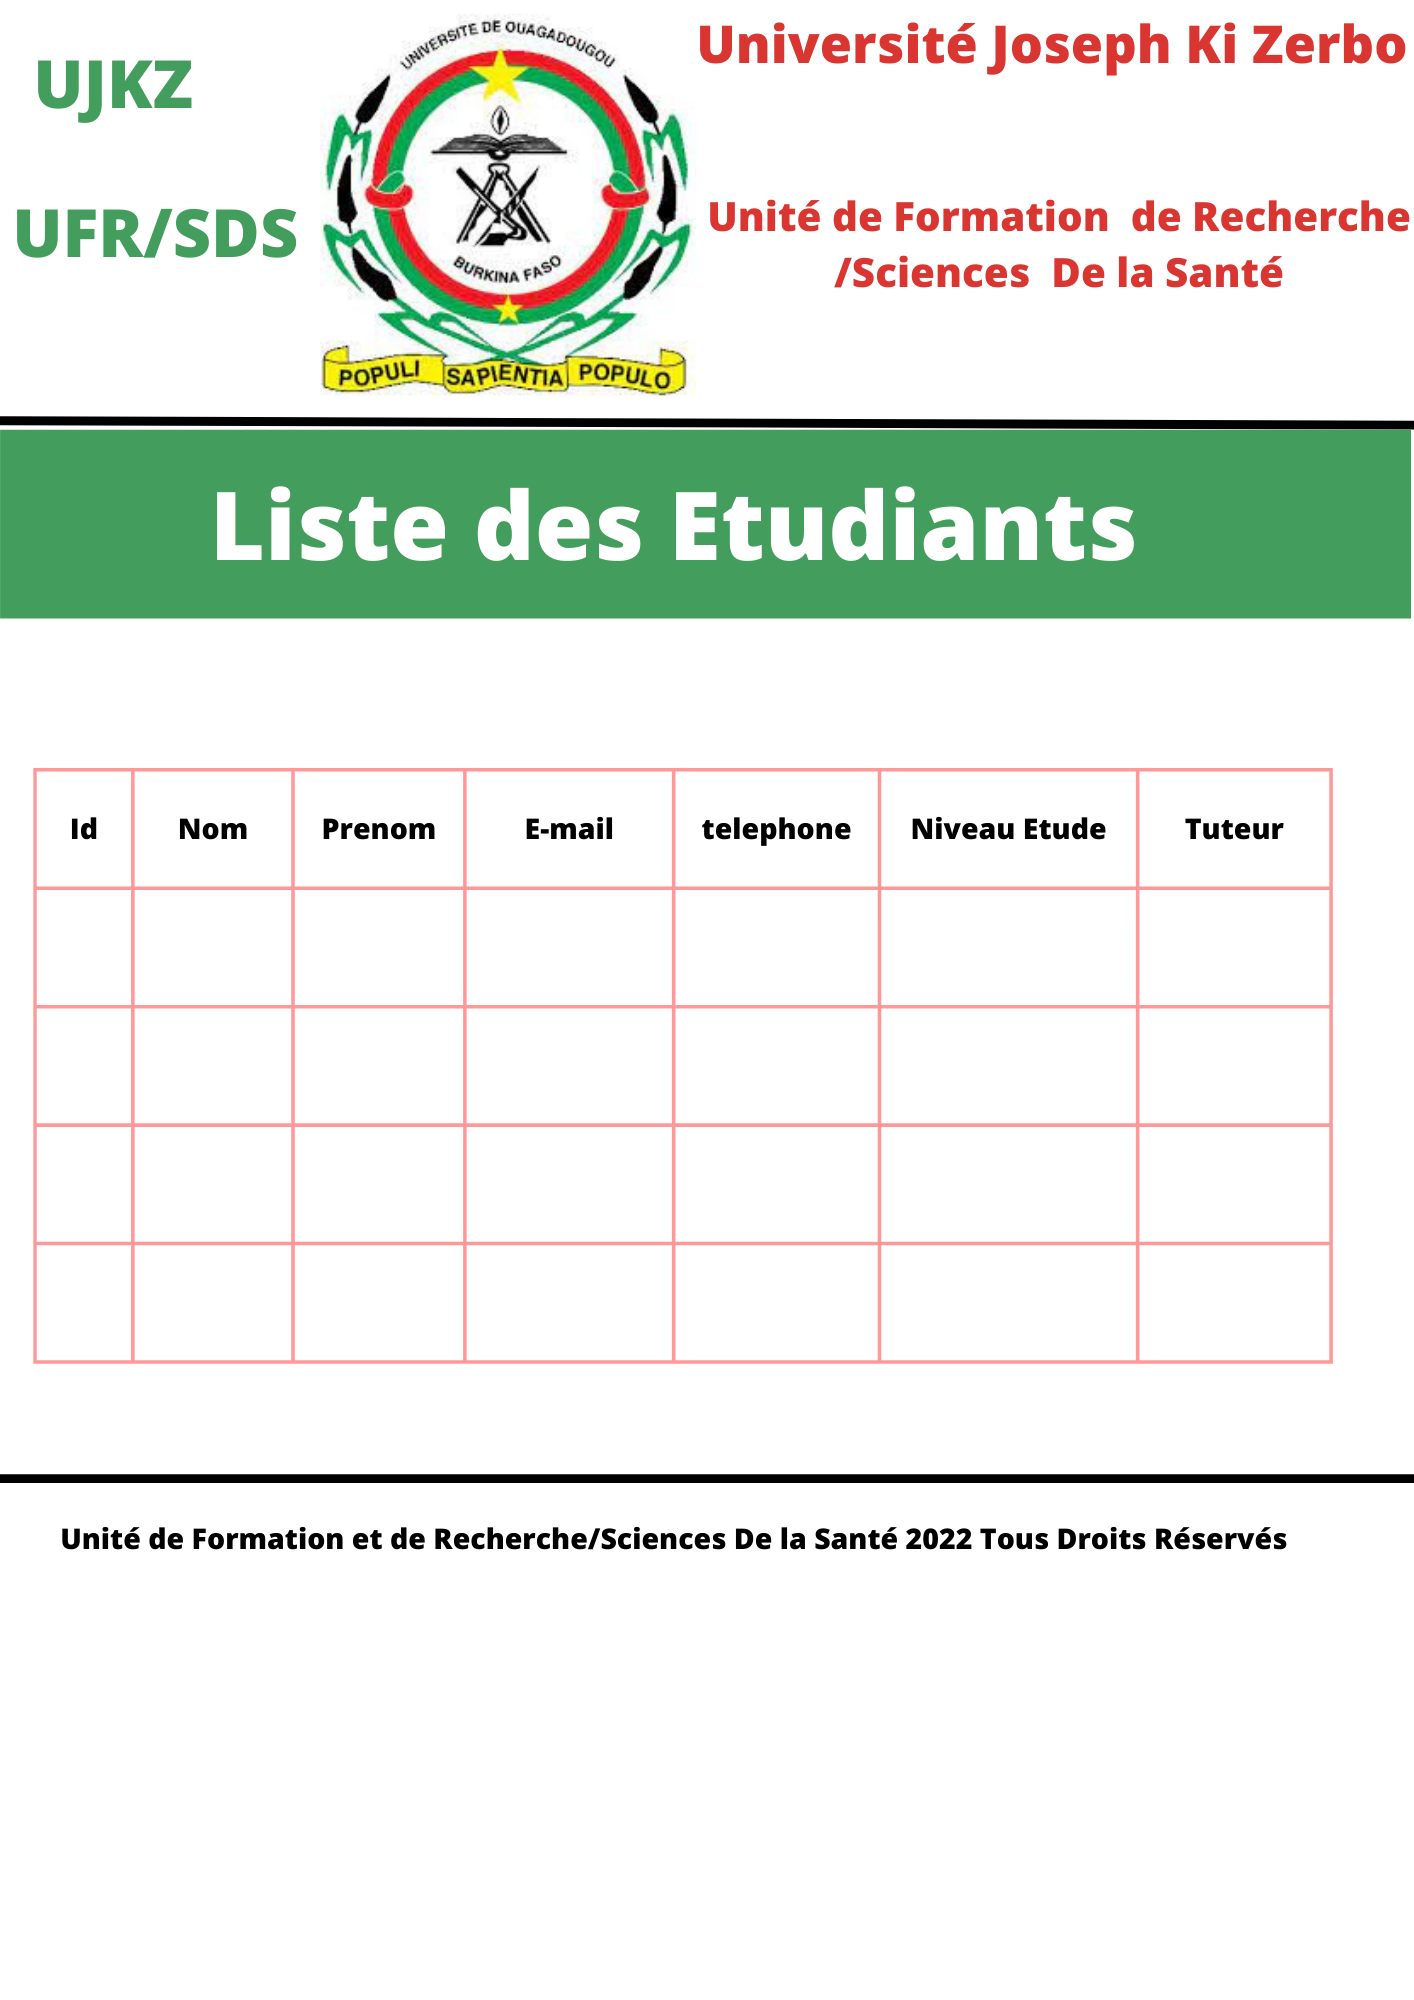 UJKZ
UFR/SDS
UNIVERSITE DE OUAGADOUGOU
BURKINA FASO
POPULI SAPIENTIA POPULO
Université Joseph Ki Zerbo
Unité de Formation  de Recherche
/Sciences  De la Santé
Liste des Etudiants
Id Nom Prenom E-mail telephone Niveau Etude Tuteur
Unité de Formation et de Recherche/Sciences De la Santé 2022 Tous Droits Réservés